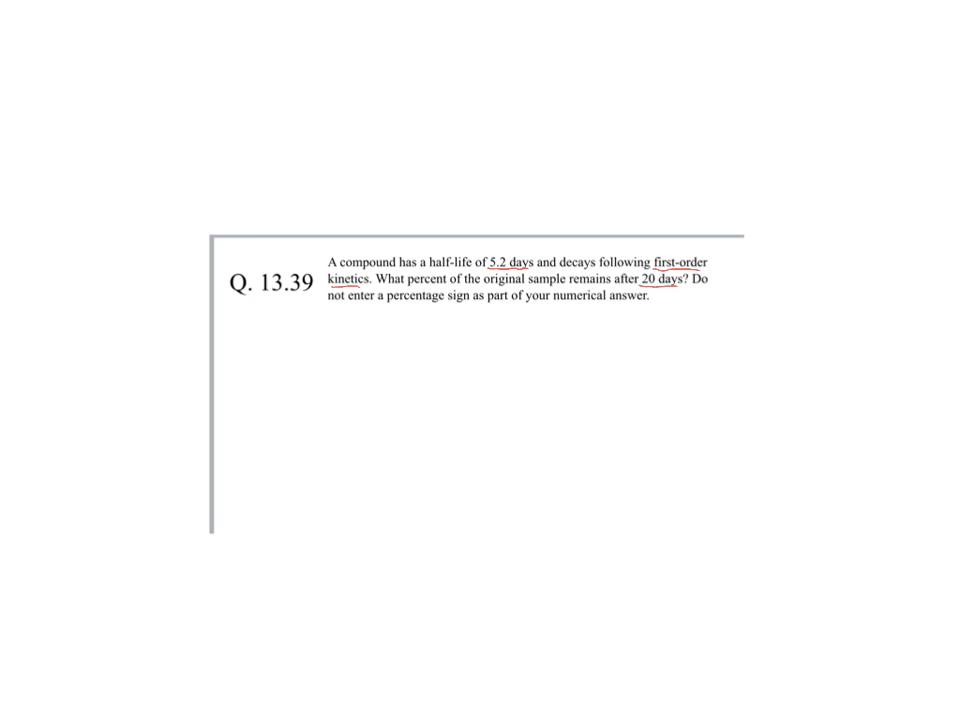 Q. 13.39
A compound has a half-life of 5.2 days and decays following first-order
kinetics. What percent of the original sample remains after 20 days? Do
not enter a percentage sign as part of your numerical answer.